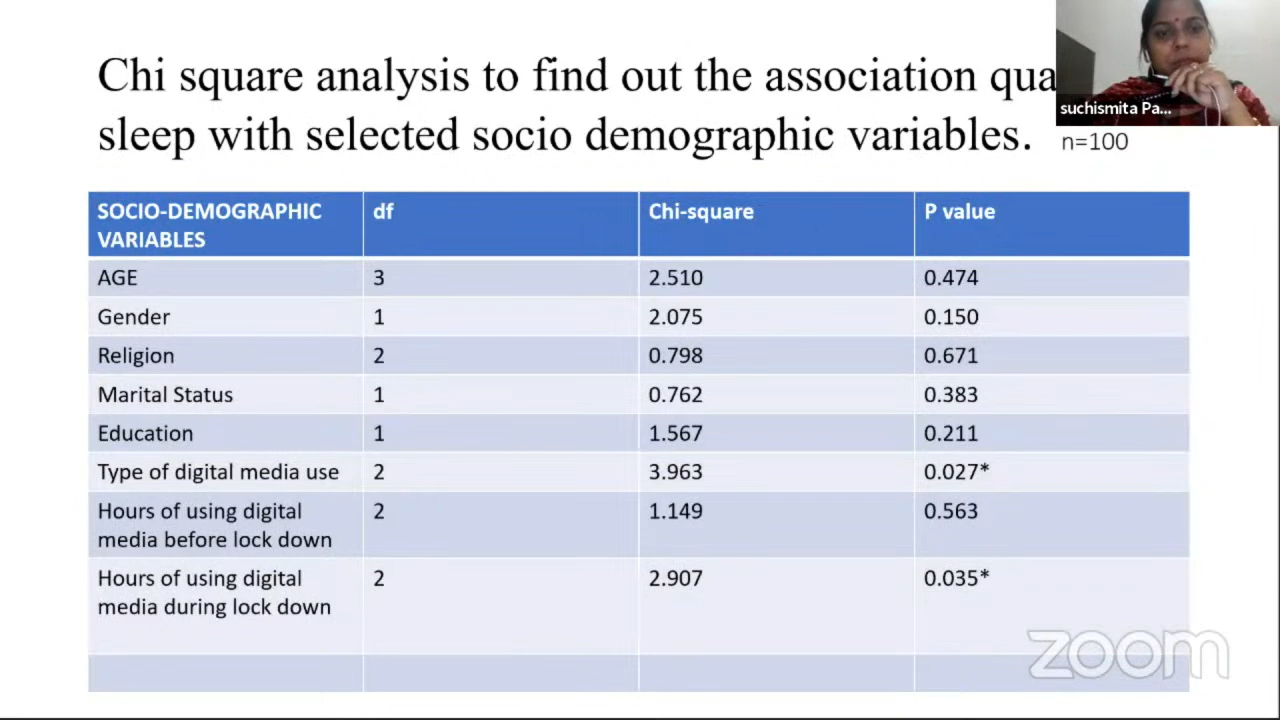 Chi square analysis to find out the association qua
sleep with selected socio demographic variables.
n=100
suchismita Pa...
SOCIO-DEMOGRAPHIC
VARIABLES
df
Chi-square
P value
AGE 3 2.510 0.474
Gender 1 2.075 0.150
Religion 2 0.798 0.671
Marital Status 1 0.762 0.383
Education 1 1.567 0.211
Type of digital media use 2 3.963 0.027*
Hours of using digital
media before lock down
2 1.149 0.563
Hours of using digital
media during lock down
2 2.907 0.035*
zoom